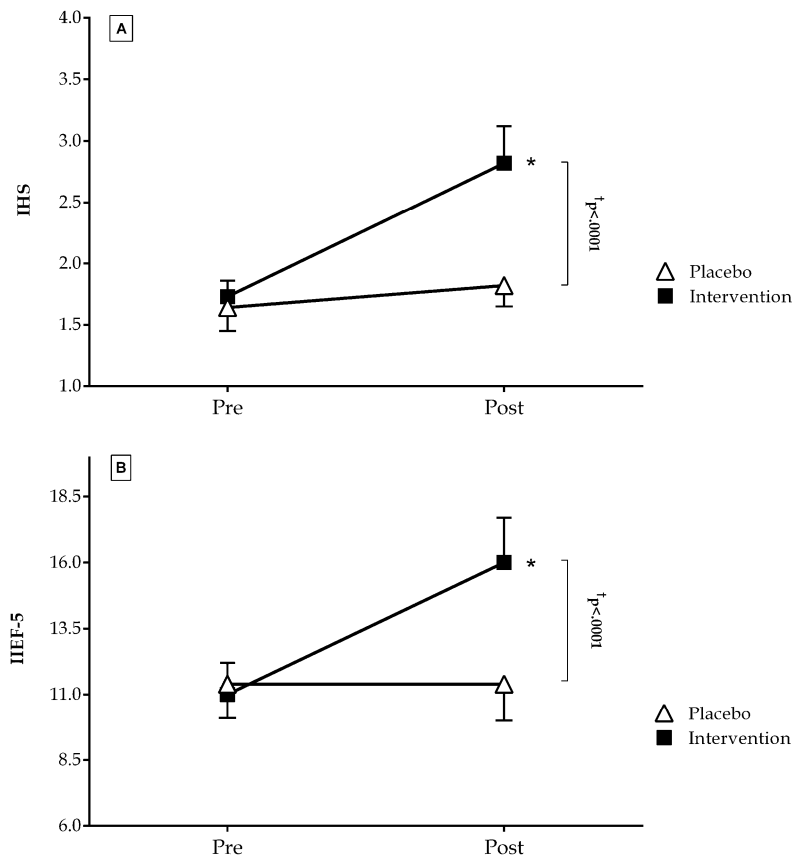 A
4.0
3.5
3.0
2.5
2.0
1.5
1.0
IHS
*
†p<.0001
Placebo
Intervention
Pre
Post
B
18.5
16.0
13.5
11.0
8.5
6.0
IIEF-5
*
†p<.0001
Placebo
Intervention
Pre
Post